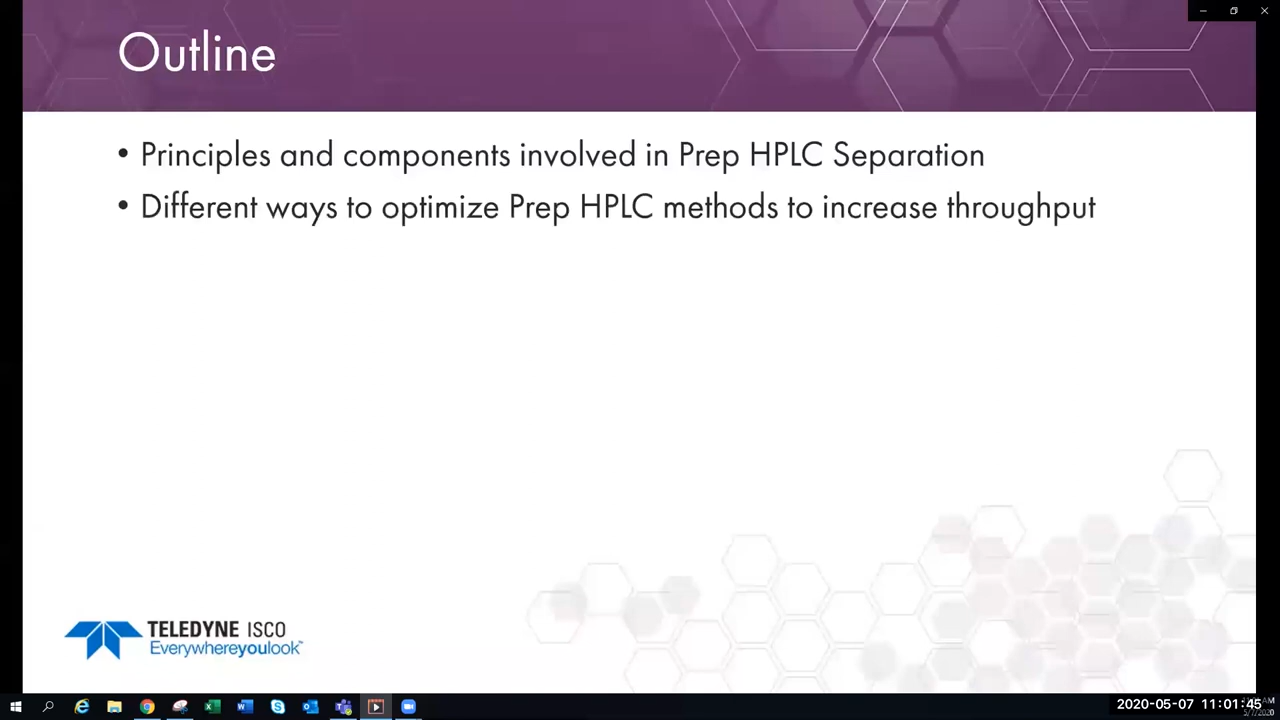 Outline
• Principles and components involved in Prep HPLC Separation
• Different ways to optimize Prep HPLC methods to increase throughput
TELEDYNE ISCO
Everywhereyoulook™
2020-05-07 11:01:45